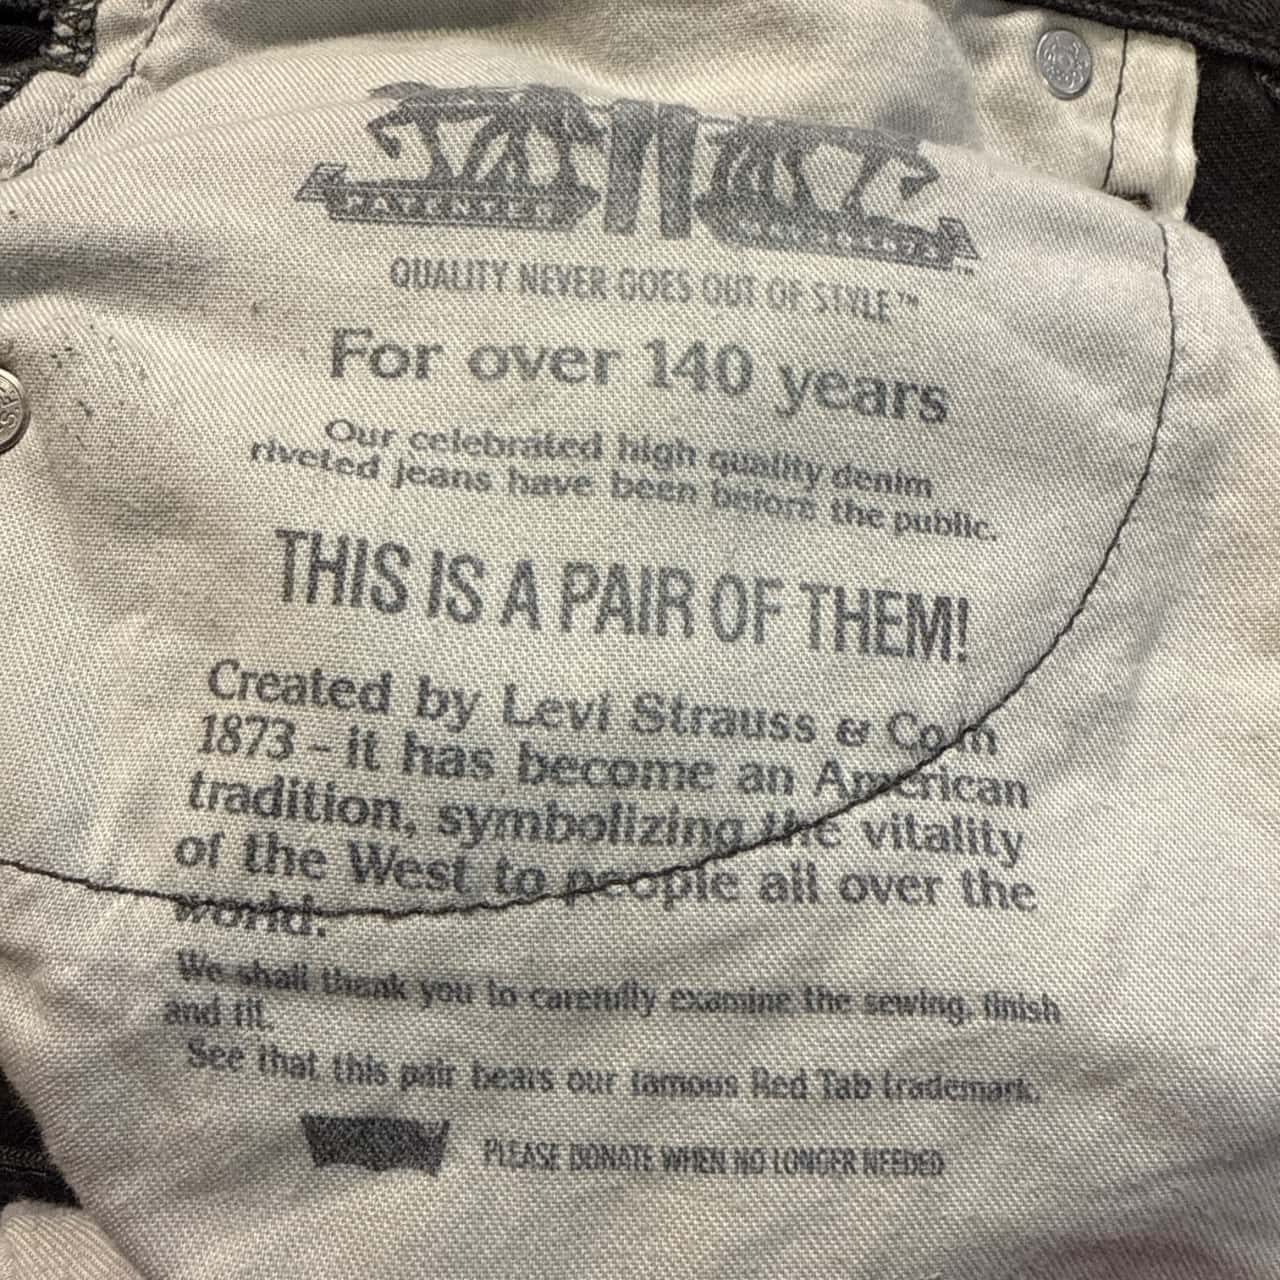 PATENTED
QUALITY NEVER GOES OUT OF STYLE™
For over 140 years
Our celebrated high quality denim
riveted jeans have been before the public.
THIS IS A PAIR OF THEM!
Created by Levi Strauss & Co in
1873 – it has become an American
tradition, symbolizing the vitality
of the West to people all over the
world.
We shall thank you to carefully examine the sewing, finish
and fit.
See that this pair bears our famous Red Tab trademark.
PLEASE DONATE WHEN NO LONGER NEEDED